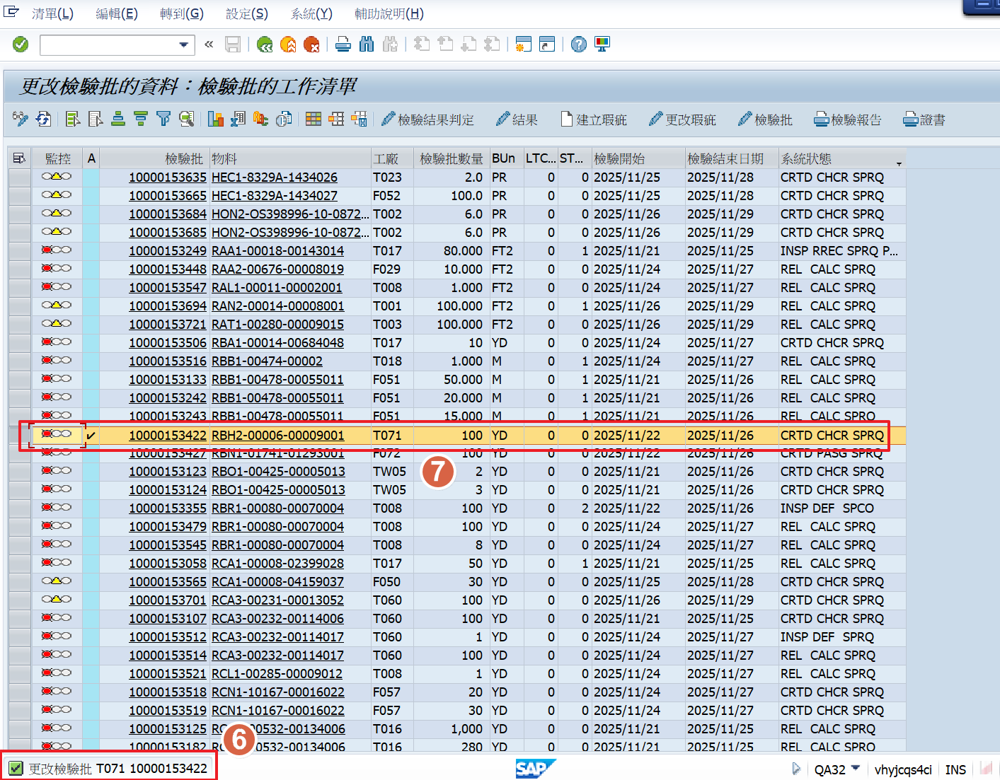 清單(L) 編輯(E) 轉到(G) 設定(S) 系統(Y) 輔助說明(H)
更改檢驗批的資料：檢驗批的工作清單
檢驗結果判定 結果 建立瑕疵 更改瑕疵 檢驗批 檢驗報告 證書
監控 A 檢驗批 物料 工廠 檢驗批數量 BUn LTC... ST... 檢驗開始 檢驗結束日期 系統狀態
10000153635 HEC1-8329A-1434026 T023 2.0 PR 0 0 2025/11/25 2025/11/28 CRTD CHCR SPRQ
10000153665 HEC1-8329A-1434027 F052 100.0 PR 0 0 2025/11/25 2025/11/28 CRTD CHCR SPRQ
10000153684 HON2-OS398996-10-0872... T002 6.0 PR 0 0 2025/11/26 2025/11/29 CRTD CHCR SPRQ
10000153685 HON2-OS398996-10-0872... T002 6.0 PR 0 0 2025/11/26 2025/11/29 CRTD CHCR SPRQ
10000153249 RAA1-00018-00143014 T017 80.000 FT2 0 1 2025/11/21 2025/11/25 INSP RREC SPRQ P...
10000153448 RAA2-00676-00008019 F029 10.000 FT2 0 0 2025/11/24 2025/11/27 REL CALC SPRQ
10000153547 RAL1-00011-00002001 T008 1.000 FT2 0 0 2025/11/24 2025/11/27 REL CALC SPRQ
10000153694 RAN2-00014-00008001 T001 100.000 FT2 0 1 2025/11/26 2025/11/29 REL CALC SPRQ
10000153721 RAT1-00280-00009015 T003 100.000 FT2 0 0 2025/11/26 2025/11/29 REL CALC SPRQ
10000153506 RBA1-00014-00684048 T017 10 YD 0 0 2025/11/24 2025/11/27 CRTD CHCR SPRQ
10000153516 RBB1-00474-00002 T018 1.000 M 0 1 2025/11/24 2025/11/27 REL CALC SPRQ
10000153133 RBB1-00478-00055011 F051 50.000 M 0 1 2025/11/21 2025/11/26 REL CALC SPRQ
10000153242 RBB1-00478-00055011 F051 20.000 M 0 1 2025/11/21 2025/11/26 REL CALC SPRQ
10000153243 RBB1-00478-00055011 F051 15.000 M 0 1 2025/11/21 2025/11/26 REL CALC SPRQ
10000153422 RBH2-00006-00009001 T071 100 YD 0 0 2025/11/22 2025/11/26 CRTD CHCR SPRQ
10000153427 RBN1-01741-01293001 F072 100 YD 0 0 2025/11/22 2025/11/26 CRTD PASG SPRQ
10000153123 RBO1-00425-00005013 TW05 2 YD 0 0 2025/11/21 2025/11/26 CRTD CHCR SPRQ
10000153124 RBO1-00425-00005013 TW05 3 YD 0 0 2025/11/21 2025/11/26 CRTD CHCR SPRQ
10000153355 RBR1-00080-00070004 T008 100 YD 0 2 2025/11/22 2025/11/26 INSP DEF SPCO
10000153479 RBR1-00080-00070004 T008 100 YD 0 0 2025/11/24 2025/11/27 REL CALC SPRQ
10000153545 RBR1-00080-00070004 T008 8 YD 0 0 2025/11/24 2025/11/27 REL CALC SPRQ
10000153058 RCA1-00008-02399028 T017 50 YD 0 1 2025/11/21 2025/11/25 REL CALC SPRQ
10000153565 RCA1-00008-04159037 F050 30 YD 0 0 2025/11/25 2025/11/28 CRTD CHCR SPRQ
10000153701 RCA3-00231-00013052 T060 100 YD 0 0 2025/11/26 2025/11/29 CRTD CHCR SPRQ
10000153107 RCA3-00232-00114006 T060 100 YD 0 0 2025/11/21 2025/11/25 CRTD CHCR SPRQ
10000153512 RCA3-00232-00114017 T060 1 YD 0 0 2025/11/24 2025/11/27 INSP DEF SPRQ
10000153514 RCA3-00232-00114017 T060 100 YD 0 0 2025/11/24 2025/11/27 REL CALC SPRQ
10000153521 RCL1-00285-00009012 T008 1 YD 0 0 2025/11/24 2025/11/27 REL CALC SPRQ
10000153518 RCN1-10167-00016022 F057 20 YD 0 0 2025/11/24 2025/11/27 CRTD CHCR SPRQ
10000153519 RCN1-10167-00016022 F057 30 YD 0 0 2025/11/24 2025/11/27 CRTD CHCR SPRQ
10000153125 00532-00134006 T016 1,000 YD 0 0 2025/11/21 2025/11/25 REL CALC SPRQ
10000153182 00532-00134006 T016 280 YD 0 0 2025/11/21 2025/11/25 REL CALC SPRQ
7
6
更改檢驗批 T071 10000153422 SAP QA32 vhyjcqs4ci INS